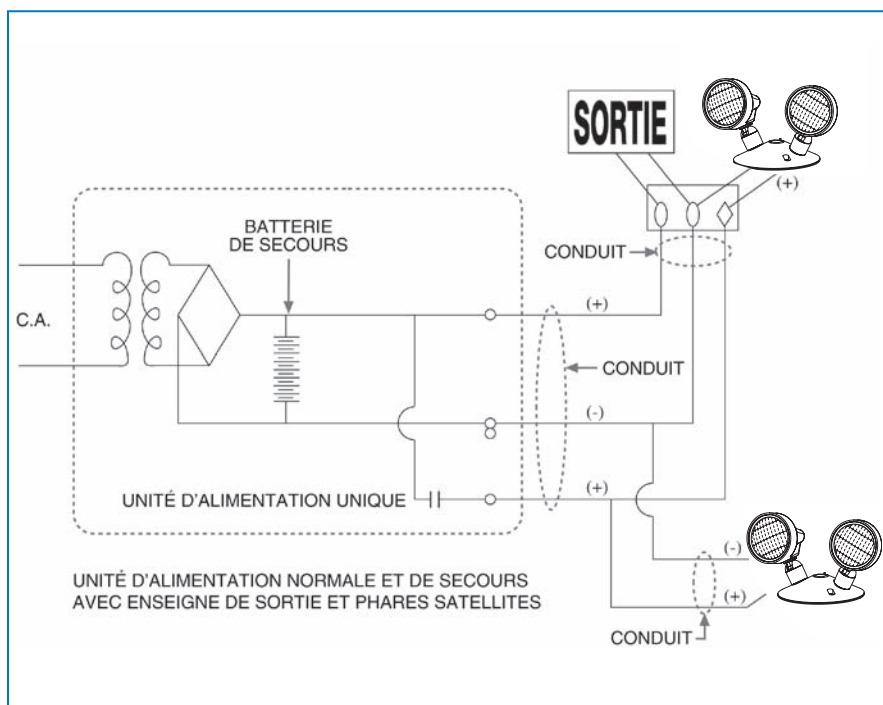 SORTIE
(+)
BATTERIE
DE SECOURS
CONDUIT
C.A.
(+)
CONDUIT
(-)
UNITÉ D'ALIMENTATION UNIQUE
(+)
(-)
UNITÉ D'ALIMENTATION NORMALE ET DE SECOURS
AVEC ENSEIGNE DE SORTIE ET PHARES SATELLITES
(+)
CONDUIT